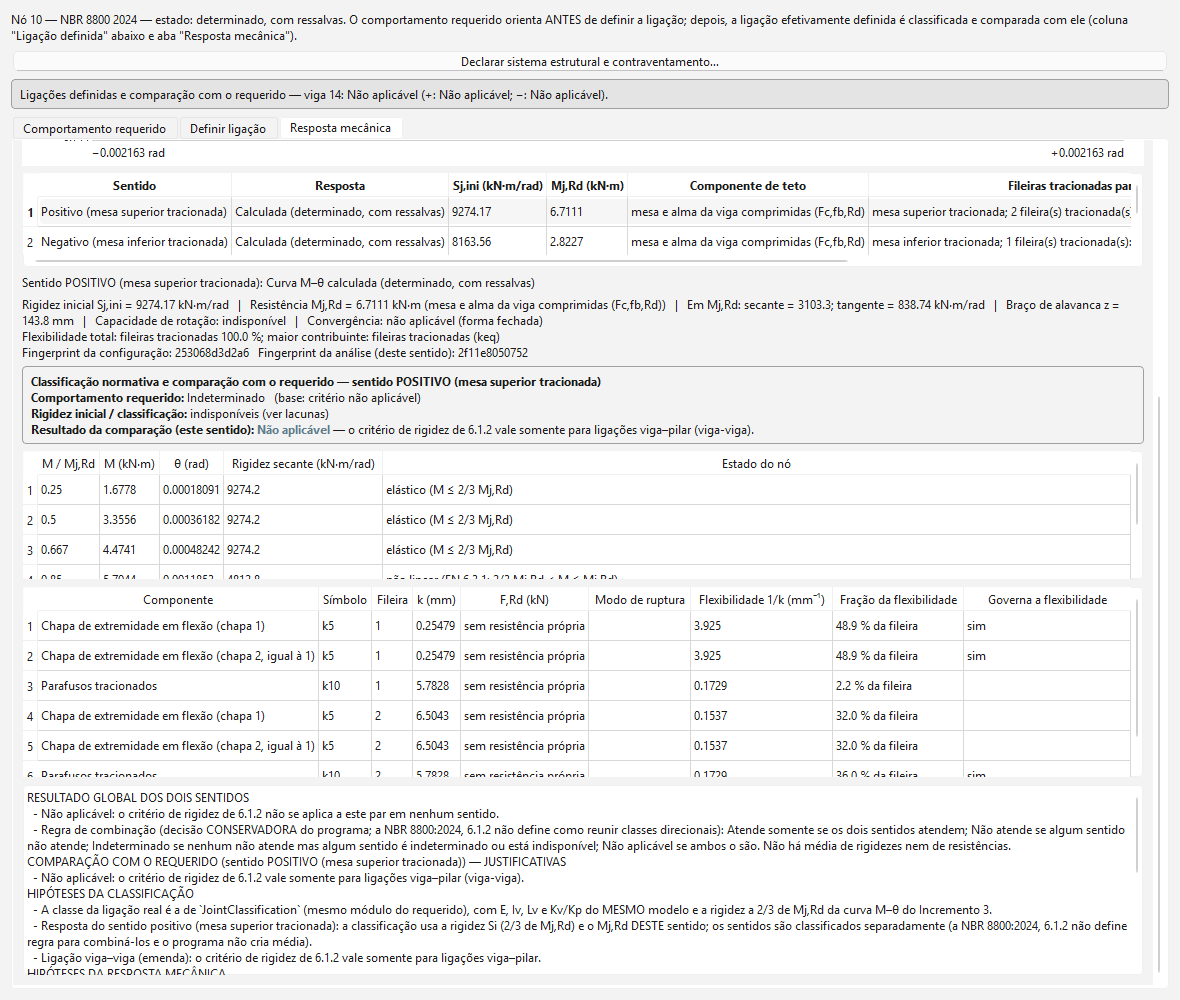 Nó 10 — NBR 8800 2024 — estado: determinado, com ressalvas. O comportamento requerido orienta ANTES de definir a ligação; depois, a ligação efetivamente definida é classificada e comparada com ele (coluna
"Ligação definida" abaixo e aba "Resposta mecânica").
Declarar sistema estrutural e contraventamento...
Ligações definidas e comparação com o requerido — viga 14: Não aplicável (+: Não aplicável; −: Não aplicável).
Comportamento requerido Definir ligação Resposta mecânica
−0.002163 rad +0.002163 rad
Sentido Resposta Sj,ini (kN·m/rad) Mj,Rd (kN·m) Componente de teto Fileiras tracionadas par
1 Positivo (mesa superior tracionada) Calculada (determinado, com ressalvas) 9274.17 6.7111 mesa e alma da viga comprimidas (Fc,fb,Rd) mesa superior tracionada; 2 fileira(s) tracionada(s)
2 Negativo (mesa inferior tracionada) Calculada (determinado, com ressalvas) 8163.56 2.8227 mesa e alma da viga comprimidas (Fc,fb,Rd) mesa inferior tracionada; 1 fileira(s) tracionada(s):
Sentido POSITIVO (mesa superior tracionada): Curva M–θ calculada (determinado, com ressalvas)
Rigidez inicial Sj,ini = 9274.17 kN·m/rad | Resistência Mj,Rd = 6.7111 kN·m (mesa e alma da viga comprimidas (Fc,fb,Rd)) | Em Mj,Rd: secante = 3103.3; tangente = 838.74 kN·m/rad | Braço de alavanca z =
143.8 mm | Capacidade de rotação: indisponível | Convergência: não aplicável (forma fechada)
Flexibilidade total: fileiras tracionadas 100.0 %; maior contribuinte: fileiras tracionadas (keq)
Fingerprint da configuração: 253068d3d2a6 Fingerprint da análise (deste sentido): 2f11e8050752
Classificação normativa e comparação com o requerido — sentido POSITIVO (mesa superior tracionada)
Comportamento requerido: Indeterminado (base: critério não aplicável)
Rigidez inicial / classificação: indisponíveis (ver lacunas)
Resultado da comparação (este sentido): Não aplicável — o critério de rigidez de 6.1.2 vale somente para ligações viga–pilar (viga-viga).
M / Mj,Rd M (kN·m) θ (rad) Rigidez secante (kN·m/rad) Estado do nó
1 0.25 1.6778 0.00018091 9274.2 elástico (M ≤ 2/3 Mj,Rd)
2 0.5 3.3556 0.00036182 9274.2 elástico (M ≤ 2/3 Mj,Rd)
3 0.667 4.4741 0.00048242 9274.2 elástico (M ≤ 2/3 Mj,Rd)
Componente Símbolo Fileira k (mm) F,Rd (kN) Modo de ruptura Flexibilidade 1/k (mm⁻¹) Fração da flexibilidade Governa a flexibilidade
1 Chapa de extremidade em flexão (chapa 1) k5 1 0.25479 sem resistência própria 3.925 48.9 % da fileira sim
2 Chapa de extremidade em flexão (chapa 2, igual à 1) k5 1 0.25479 sem resistência própria 3.925 48.9 % da fileira sim
3 Parafusos tracionados k10 1 5.7828 sem resistência própria 0.1729 2.2 % da fileira
4 Chapa de extremidade em flexão (chapa 1) k5 2 6.5043 sem resistência própria 0.1537 32.0 % da fileira
5 Chapa de extremidade em flexão (chapa 2, igual à 1) k5 2 6.5043 sem resistência própria 0.1537 32.0 % da fileira
6 Parafusos tracionados k10 2 5.7828 sem resistência própria 0.1729 36.0 % da fileira sim
RESULTADO GLOBAL DOS DOIS SENTIDOS
- Não aplicável: o critério de rigidez de 6.1.2 não se aplica a este par em nenhum sentido.
- Regra de combinação (decisão CONSERVADORA do programa; a NBR 8800:2024, 6.1.2 não define como reunir classes direcionais): Atende somente se os dois sentidos atendem; Não atende se algum sentido
não atende; Indeterminado se nenhum não atende mas algum sentido é indeterminado ou está indisponível; Não aplicável se ambos o são. Não há média de rigidezes nem de resistências.
COMPARAÇÃO COM O REQUERIDO (sentido POSITIVO (mesa superior tracionada)) — JUSTIFICATIVAS
- Não aplicável: o critério de rigidez de 6.1.2 vale somente para ligações viga–pilar (viga-viga).
HIPÓTESES DA CLASSIFICAÇÃO
- A classe da ligação real é a de `JointClassification` (mesmo módulo do requerido), com E, Iv, Lv e Kv/Kp do MESMO modelo e a rigidez a 2/3 de Mj,Rd da curva M–θ do Incremento 3.
- Resposta do sentido positivo (mesa superior tracionada): a classificação usa a rigidez Si (2/3 de Mj,Rd) e o Mj,Rd DESTE sentido; os sentidos são classificados separadamente (a NBR 8800:2024, 6.1.2 não define
regra para combiná-los e o programa não cria média).
- Ligação viga–viga (emenda): o critério de rigidez de 6.1.2 vale somente para ligações viga–pilar.
HIPÓTESES DA RESPOSTA MECÂNICA